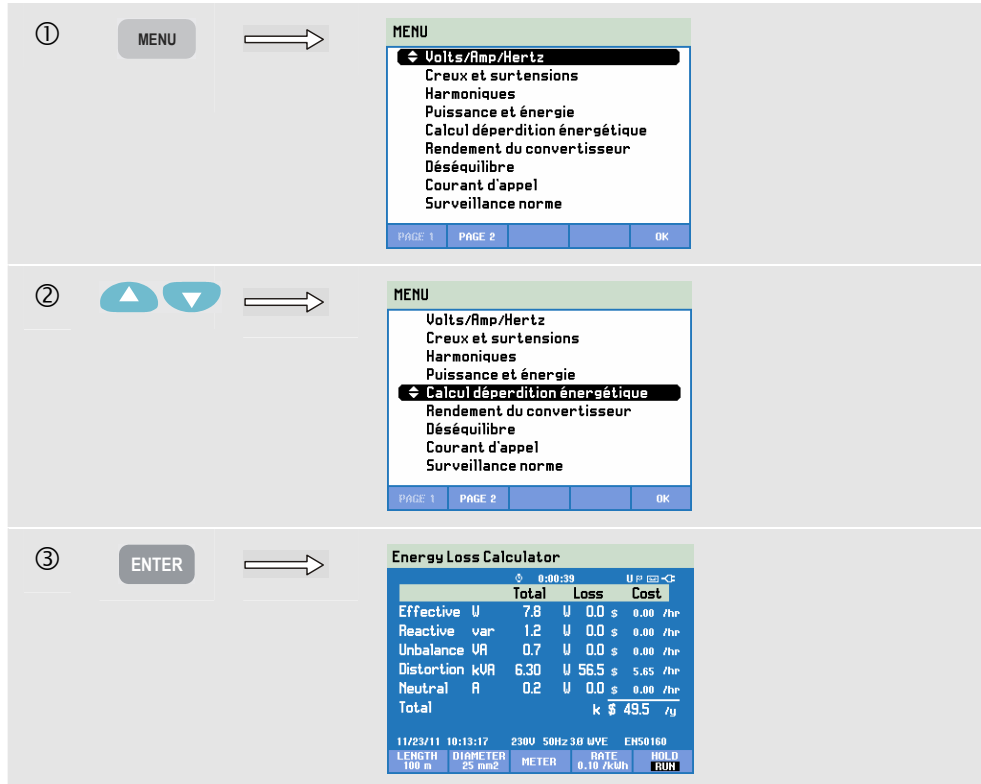 ①
MENU
MENU
Volts/Amp/Hertz
Creux et surtensions
Harmoniques
Puissance et énergie
Calcul déperdition énergétique
Rendement du convertisseur
Déséquilibre
Courant d'appel
Surveillance norme
PAGE 1 PAGE 2 OK
②
MENU
Volts/Amp/Hertz
Creux et surtensions
Harmoniques
Puissance et énergie
Calcul déperdition énergétique
Rendement du convertisseur
Déséquilibre
Courant d'appel
Surveillance norme
PAGE 1 PAGE 2 OK
③
ENTER
Energy Loss Calculator
0:00:39 U
Total Loss Cost
Effective W 7.8 W 0.0 $ 0.00 /hr
Reactive var 1.2 W 0.0 $ 0.00 /hr
Unbalance VA 0.7 W 0.0 $ 0.00 /hr
Distortion kVA 6.30 W 56.5 $ 5.65 /hr
Neutral A 0.2 W 0.0 $ 0.00 /hr
Total k $ 49.5 /y
11/23/11 10:13:17 230V 50Hz 3Ø WYE EN50160
LENGTH DIAMETER METER RATE HOLD
100 m 25 mm2 0.10 /kWh RUN